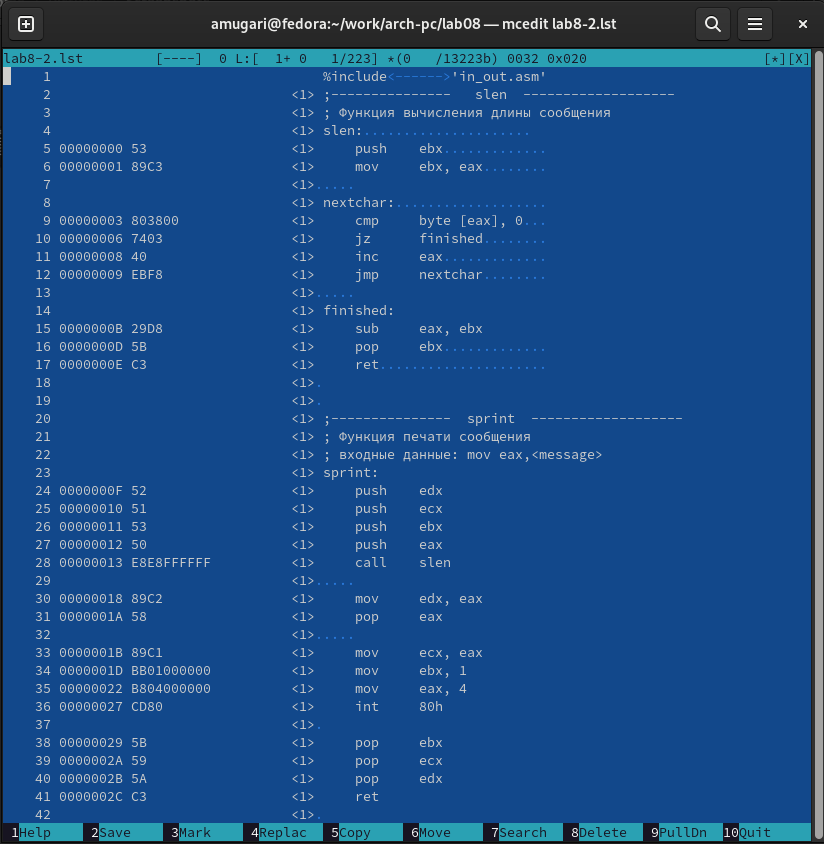 amugari@fedora:~/work/arch-pc/lab08 — mcedit lab8-2.lst
lab8-2.lst [----] 0 L:[ 1+ 0 1/223] *(0 /13223b) 0032 0x020 [*][X]
1 %include<------>'in_out.asm'
2 <1> ;--------------- slen -------------------
3 <1> ; Функция вычисления длины сообщения
4 <1> slen:.....................
5 00000000 53 <1> push ebx.............
6 00000001 89C3 <1> mov ebx, eax........
7 <1>.....
8 <1> nextchar:...................
9 00000003 803800 <1> cmp byte [eax], 0...
10 00000006 7403 <1> jz finished........
11 00000008 40 <1> inc eax.............
12 00000009 EBF8 <1> jmp nextchar........
13 <1>.....
14 <1> finished:
15 0000000B 29D8 <1> sub eax, ebx
16 0000000D 5B <1> pop ebx.............
17 0000000E C3 <1> ret.....................
18 <1>.
19 <1>.
20 <1> ;--------------- sprint -------------------
21 <1> ; Функция печати сообщения
22 <1> ; входные данные: mov eax,<message>
23 <1> sprint:
24 0000000F 52 <1> push edx
25 00000010 51 <1> push ecx
26 00000011 53 <1> push ebx
27 00000012 50 <1> push eax
28 00000013 E8E8FFFFFF <1> call slen
29 <1>.....
30 00000018 89C2 <1> mov edx, eax
31 0000001A 58 <1> pop eax
32 <1>.....
33 0000001B 89C1 <1> mov ecx, eax
34 0000001D BB01000000 <1> mov ebx, 1
35 00000022 B804000000 <1> mov eax, 4
36 00000027 CD80 <1> int 80h
37 <1>.
38 00000029 5B <1> pop ebx
39 0000002A 59 <1> pop ecx
40 0000002B 5A <1> pop edx
41 0000002C C3 <1> ret
42 <1>.
1Help 2Save 3Mark 4Replac 5Copy 6Move 7Search 8Delete 9PullDn 10Quit